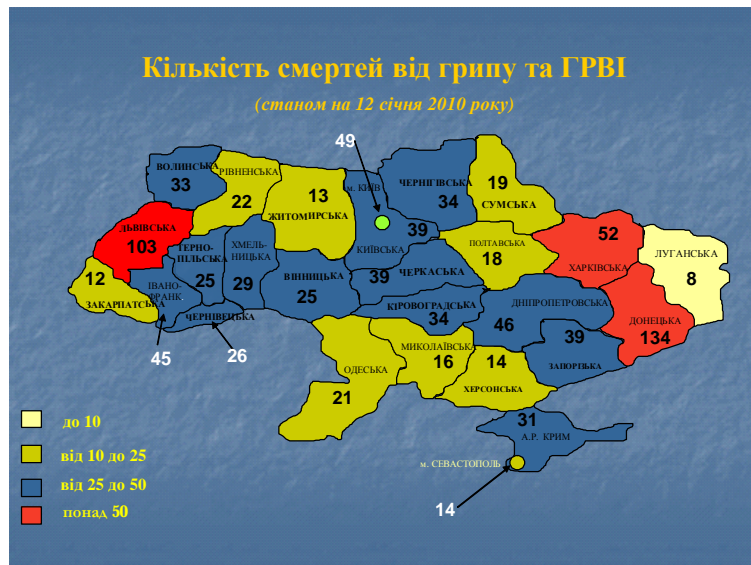 Кількість смертей від грипу та ГРВІ
(станом на 12 січня 2010 року)
49
ВОЛИНСЬКА
33
РІВНЕНСЬКА
22
13
ЖИТОМИРСЬКА
м. КИЇВ
39
КИЇВСЬКА
ЧЕРНІГІВСЬКА
34
19
СУМСЬКА
ЛЬВІВСЬКА
103
ТЕРНО-
ПІЛЬСЬКА
25
ХМЕЛЬ-
НИЦЬКА
29
ВІННИЦЬКА
25
39
ЧЕРКАСЬКА
ПОЛТАВСЬКА
18
52
ХАРКІВСЬКА
ЛУГАНСЬКА
8
12
ЗАКАРПАТСЬКА
ІВАНО-
ФРАНК.
45
ЧЕРНІВЕЦЬКА
26
КІРОВОГРАДСЬКА
34
ДНІПРОПЕТРОВСЬКА
46
ДОНЕЦЬКА
134
39
ЗАПОРІЗЬКА
МИКОЛАЇВСЬКА
16
14
ХЕРСОНСЬКА
ОДЕСЬКА
21
31
А.Р. КРИМ
м. СЕВАСТОПОЛЬ
14
до 10
від 10 до 25
від 25 до 50
понад 50